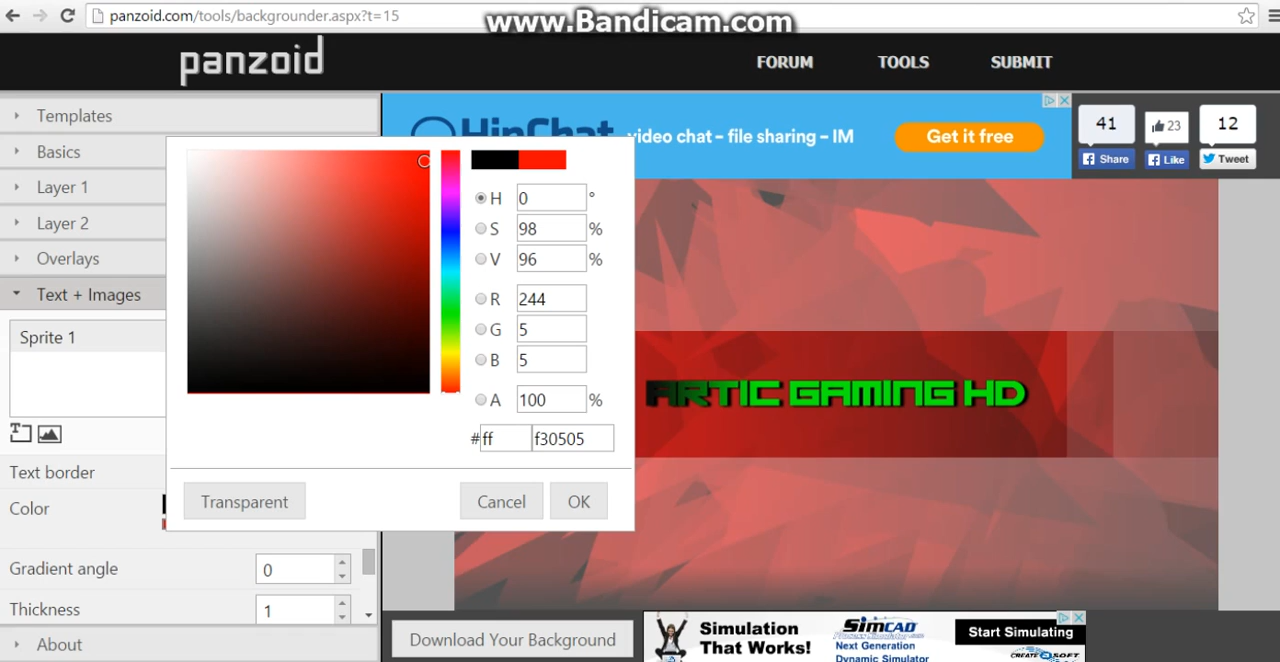 panzoid.com/tools/backgrounder.aspx?t=15
www.Bandicam.com
panzoid
FORUM TOOLS SUBMIT
Templates
Basics
Layer 1
Layer 2
Overlays
Text + Images
Sprite 1
Text border
Color
Gradient angle 0
Thickness 1
About
H 0 °
S 98 %
V 96 %
R 244
G 5
B 5
A 100 %
#ff f30505
Transparent Cancel OK
HipChat video chat – file sharing – IM Get it free
41 23 12
Share Like Tweet
ARTIC GAMING HD
Download Your Background
Simulation
That Works!
SIMCAD
Next Generation
Dynamic Simulator
Start Simulating